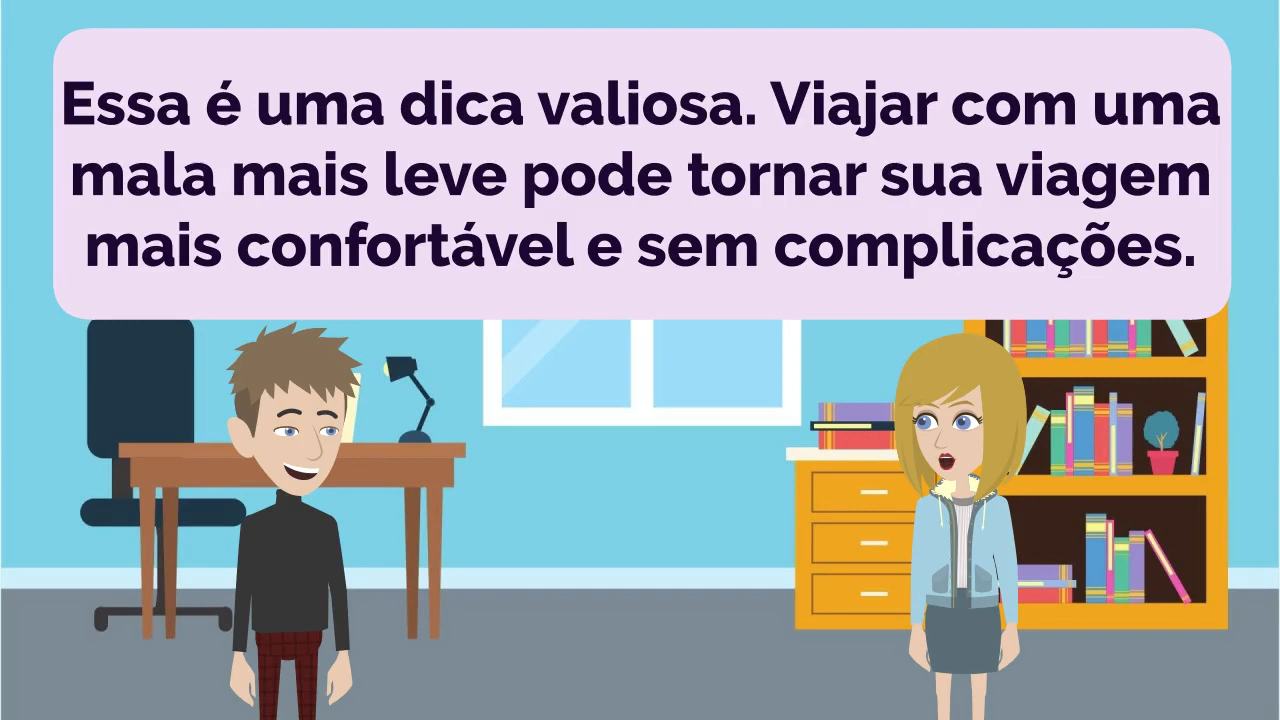 Essa é uma dica valiosa. Viajar com uma
mala mais leve pode tornar sua viagem
mais confortável e sem complicações.